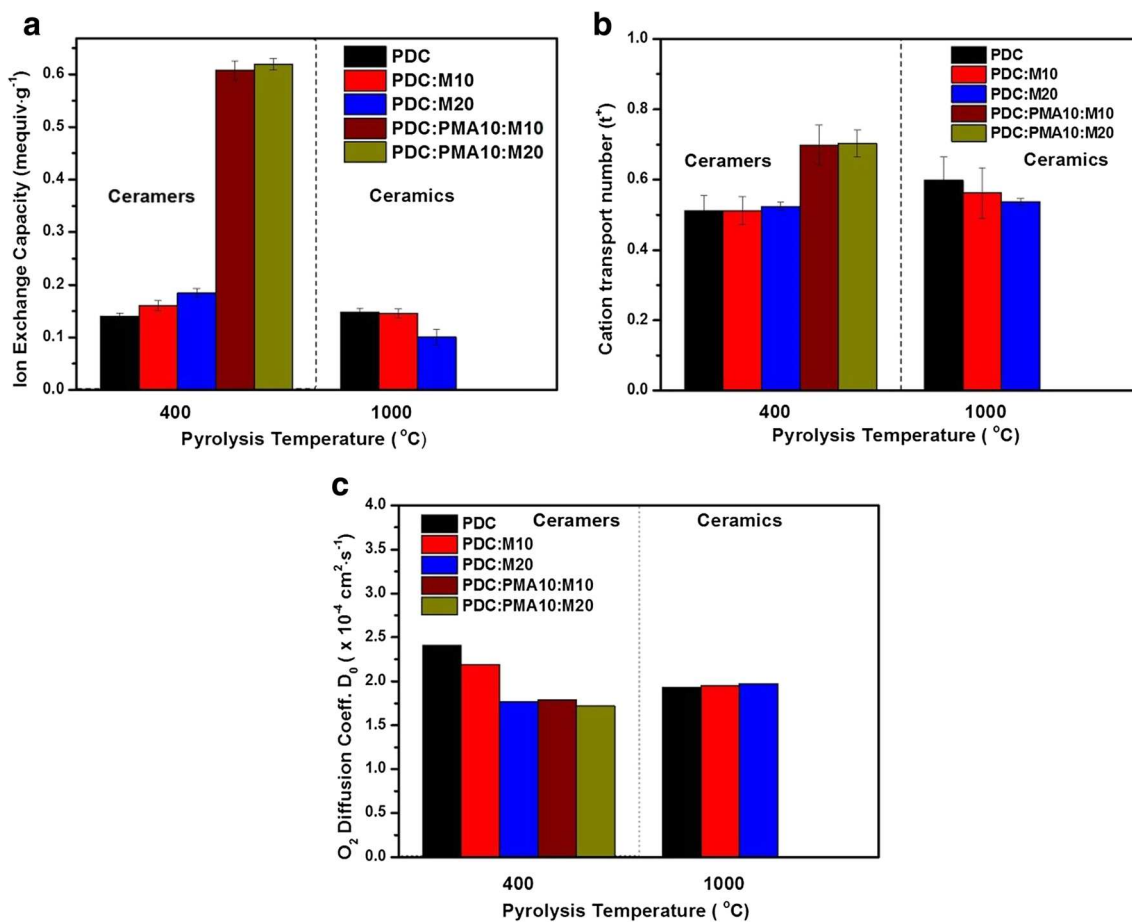 a
Ion Exchange Capacity (mequiv·g⁻¹)
0.6
0.5
0.4
0.3
0.2
0.1
0.0
PDC
PDC:M10
PDC:M20
PDC:PMA10:M10
PDC:PMA10:M20
Ceramers
Ceramics
400
1000
Pyrolysis Temperature ( °C)
b
Cation transport number (t⁺)
1.0
0.8
0.6
0.4
0.2
0.0
PDC
PDC:M10
PDC:M20
PDC:PMA10:M10
PDC:PMA10:M20
Ceramers
Ceramics
400
1000
Pyrolysis Temperature ( °C)
c
O₂ Diffusion Coeff. D₀ ( x 10⁻⁴ cm²·s⁻¹)
4.0
3.5
3.0
2.5
2.0
1.5
1.0
0.5
0.0
PDC
PDC:M10
PDC:M20
PDC:PMA10:M10
PDC:PMA10:M20
Ceramers
Ceramics
400
1000
Pyrolysis Temperature ( °C)